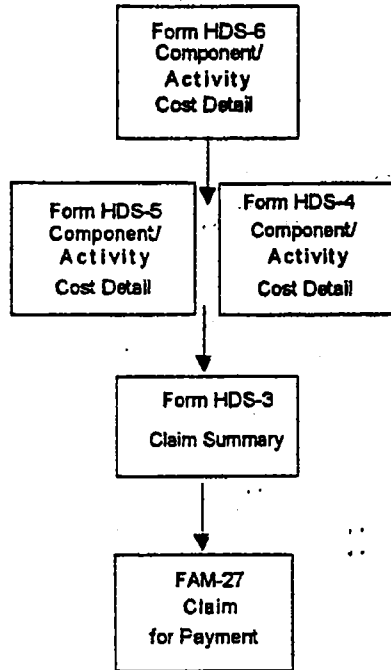 Form HDS-6
Component/
Activity
Cost Detail
Form HDS-5
Component/
Activity
Cost Detail
Form HDS-4
Component/
Activity
Cost Detail
Form HDS-3
Claim Summary
FAM-27
Claim
for Payment